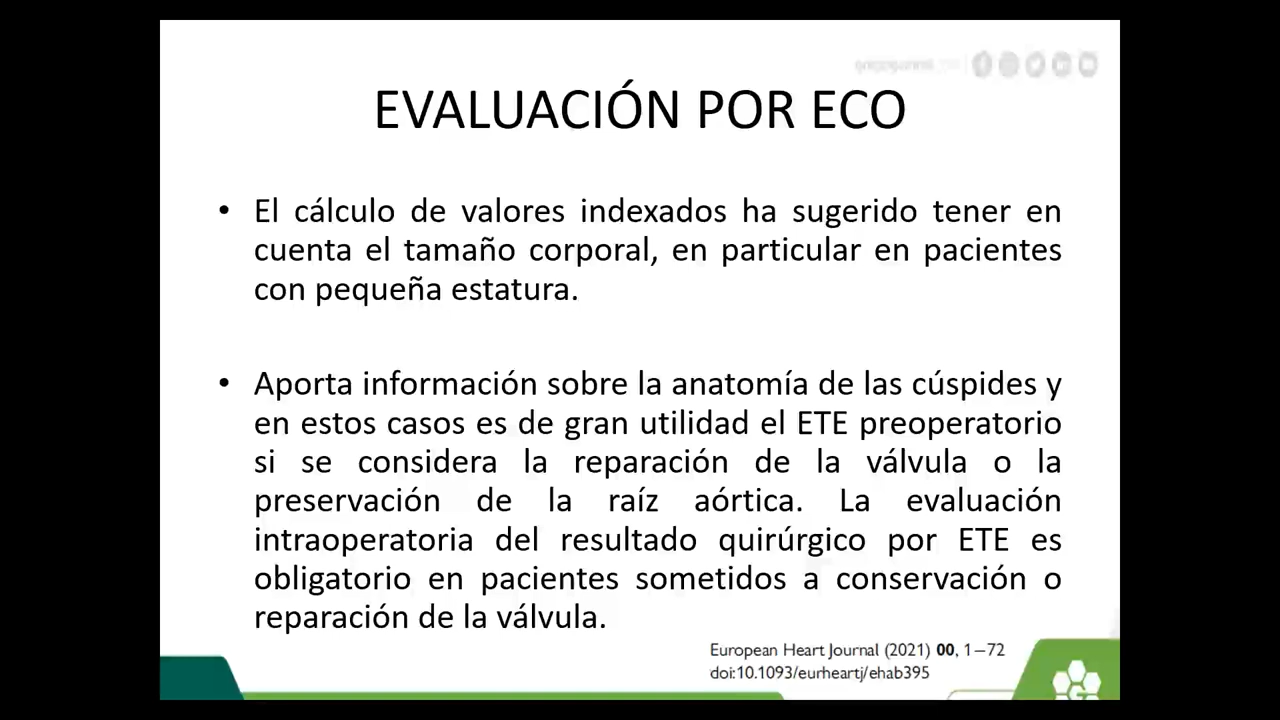 EVALUACIÓN POR ECO
• El cálculo de valores indexados ha sugerido tener en
cuenta el tamaño corporal, en particular en pacientes
con pequeña estatura.
• Aporta información sobre la anatomía de las cúspides y
en estos casos es de gran utilidad el ETE preoperatorio
si se considera la reparación de la válvula o la
preservación de la raíz aórtica. La evaluación
intraoperatoria del resultado quirúrgico por ETE es
obligatorio en pacientes sometidos a conservación o
reparación de la válvula.
European Heart Journal (2021) 00, 1–72
doi:10.1093/eurheartj/ehab395